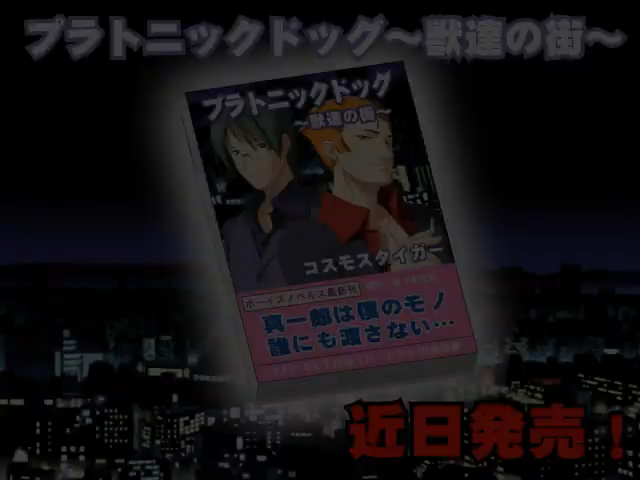 プラトニックドッグ〜獣達の街〜
プラトニックドッグ
〜獣達の街〜
コスモスタイガー
ボーイズノベルス最新刊
真一郎は僕のモノ
誰にも渡さない…
近日発売！